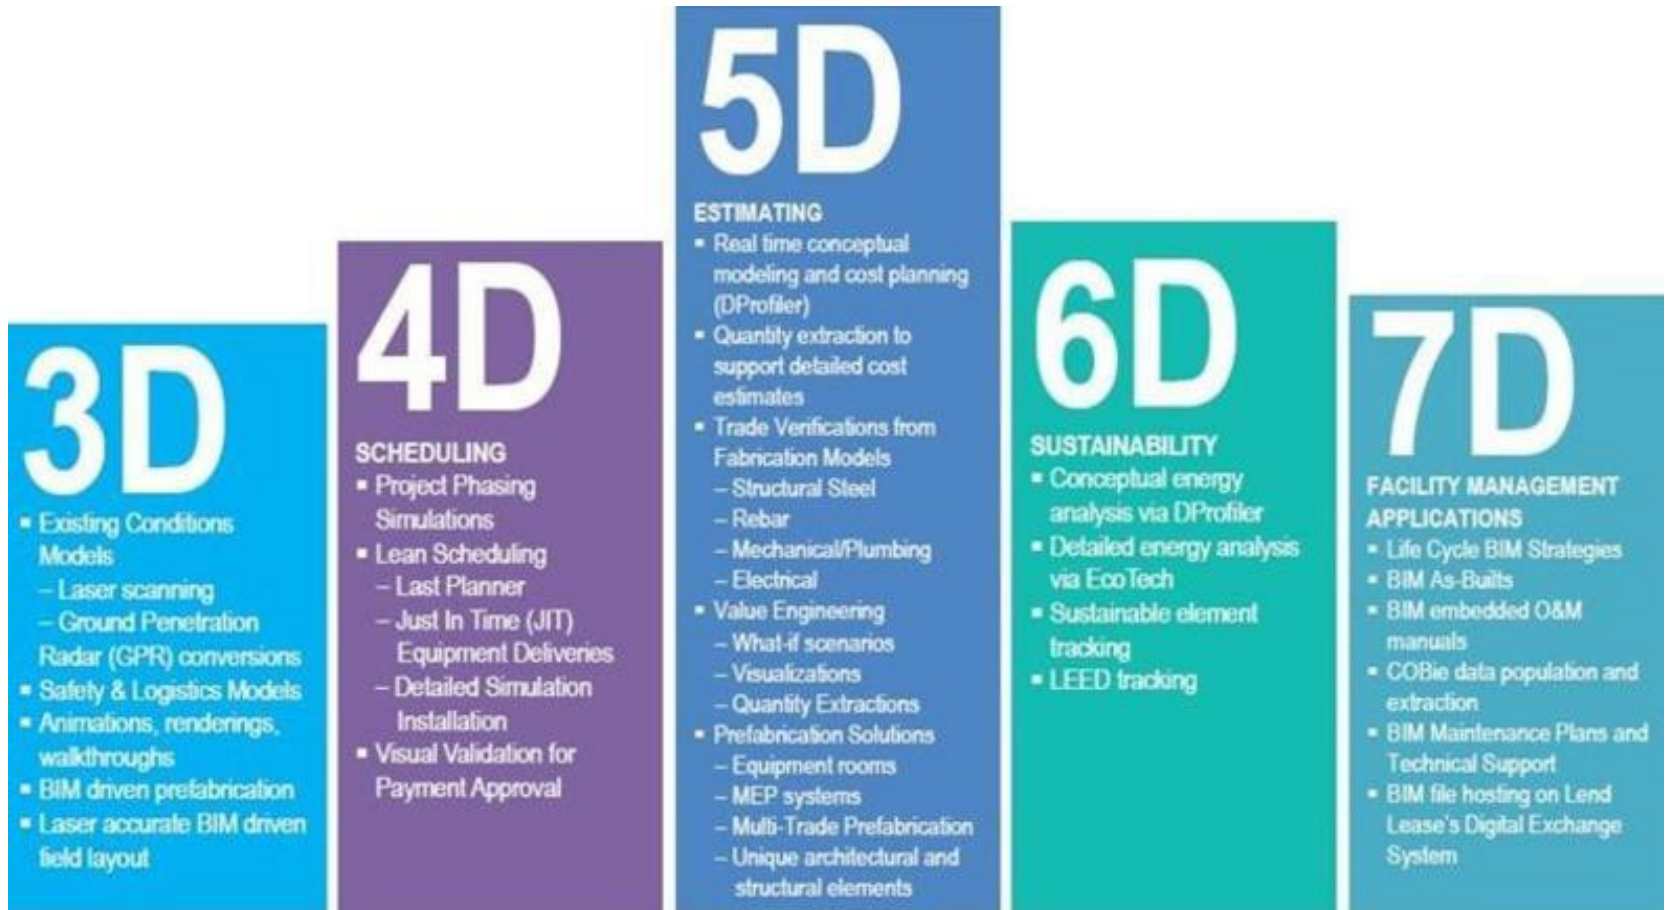 3D
▪ Existing Conditions
Models
– Laser scanning
– Ground Penetration
Radar (GPR) conversions
▪ Safety & Logistics Models
▪ Animations, renderings,
walkthroughs
▪ BIM driven prefabrication
▪ Laser accurate BIM driven
field layout
4D
SCHEDULING
▪ Project Phasing
Simulations
▪ Lean Scheduling
– Last Planner
– Just In Time (JIT)
Equipment Deliveries
– Detailed Simulation
Installation
▪ Visual Validation for
Payment Approval
5D
ESTIMATING
▪ Real time conceptual
modeling and cost planning
(DProfiler)
▪ Quantity extraction to
support detailed cost
estimates
▪ Trade Verifications from
Fabrication Models
– Structural Steel
– Rebar
– Mechanical/Plumbing
– Electrical
▪ Value Engineering
– What-if scenarios
– Visualizations
– Quantity Extractions
▪ Prefabrication Solutions
– Equipment rooms
– MEP systems
– Multi-Trade Prefabrication
– Unique architectural and
structural elements
6D
SUSTAINABILITY
▪ Conceptual energy
analysis via DProfiler
▪ Detailed energy analysis
via EcoTech
▪ Sustainable element
tracking
▪ LEED tracking
7D
FACILITY MANAGEMENT
APPLICATIONS
▪ Life Cycle BIM Strategies
▪ BIM As-Builts
▪ BIM embedded O&M
manuals
▪ COBie data population and
extraction
▪ BIM Maintenance Plans and
Technical Support
▪ BIM file hosting on Lend
Lease's Digital Exchange
System